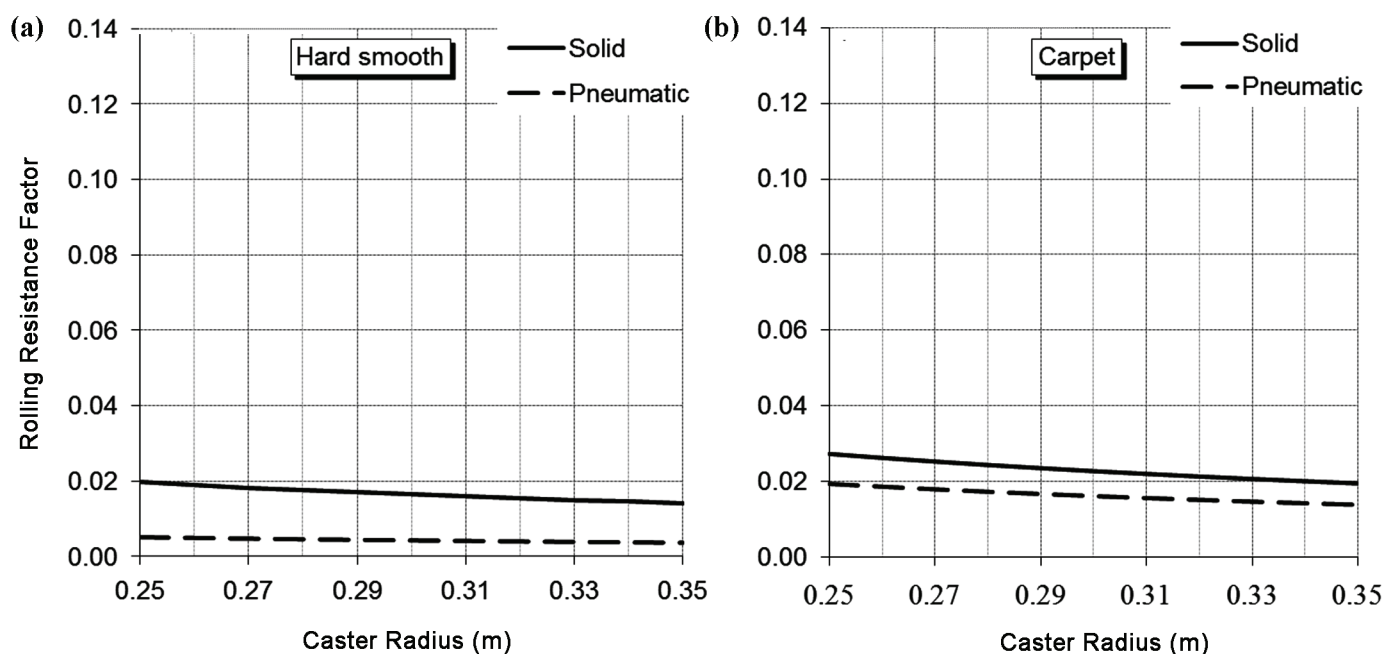 (a)
Hard smooth
Solid
Pneumatic
Rolling Resistance Factor
0.14
0.12
0.10
0.08
0.06
0.04
0.02
0.00
0.25 0.27 0.29 0.31 0.33 0.35
Caster Radius (m)
(b)
Carpet
Solid
Pneumatic
0.14
0.12
0.10
0.08
0.06
0.04
0.02
0.00
0.25 0.27 0.29 0.31 0.33 0.35
Caster Radius (m)